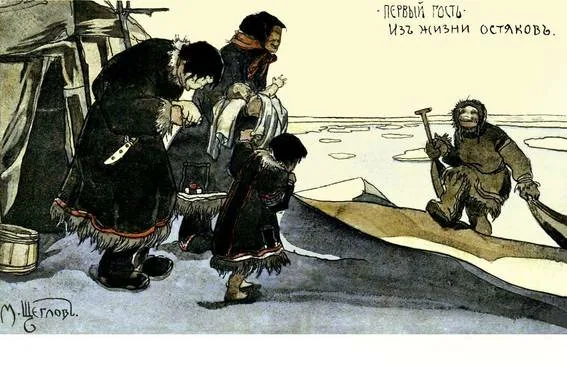 ·ПЕРВЫЙ ГОСТЬ·
ИЗЪ ЖИЗНИ ОСТЯКОВЪ.
М. ЩЕГЛОВЪ.